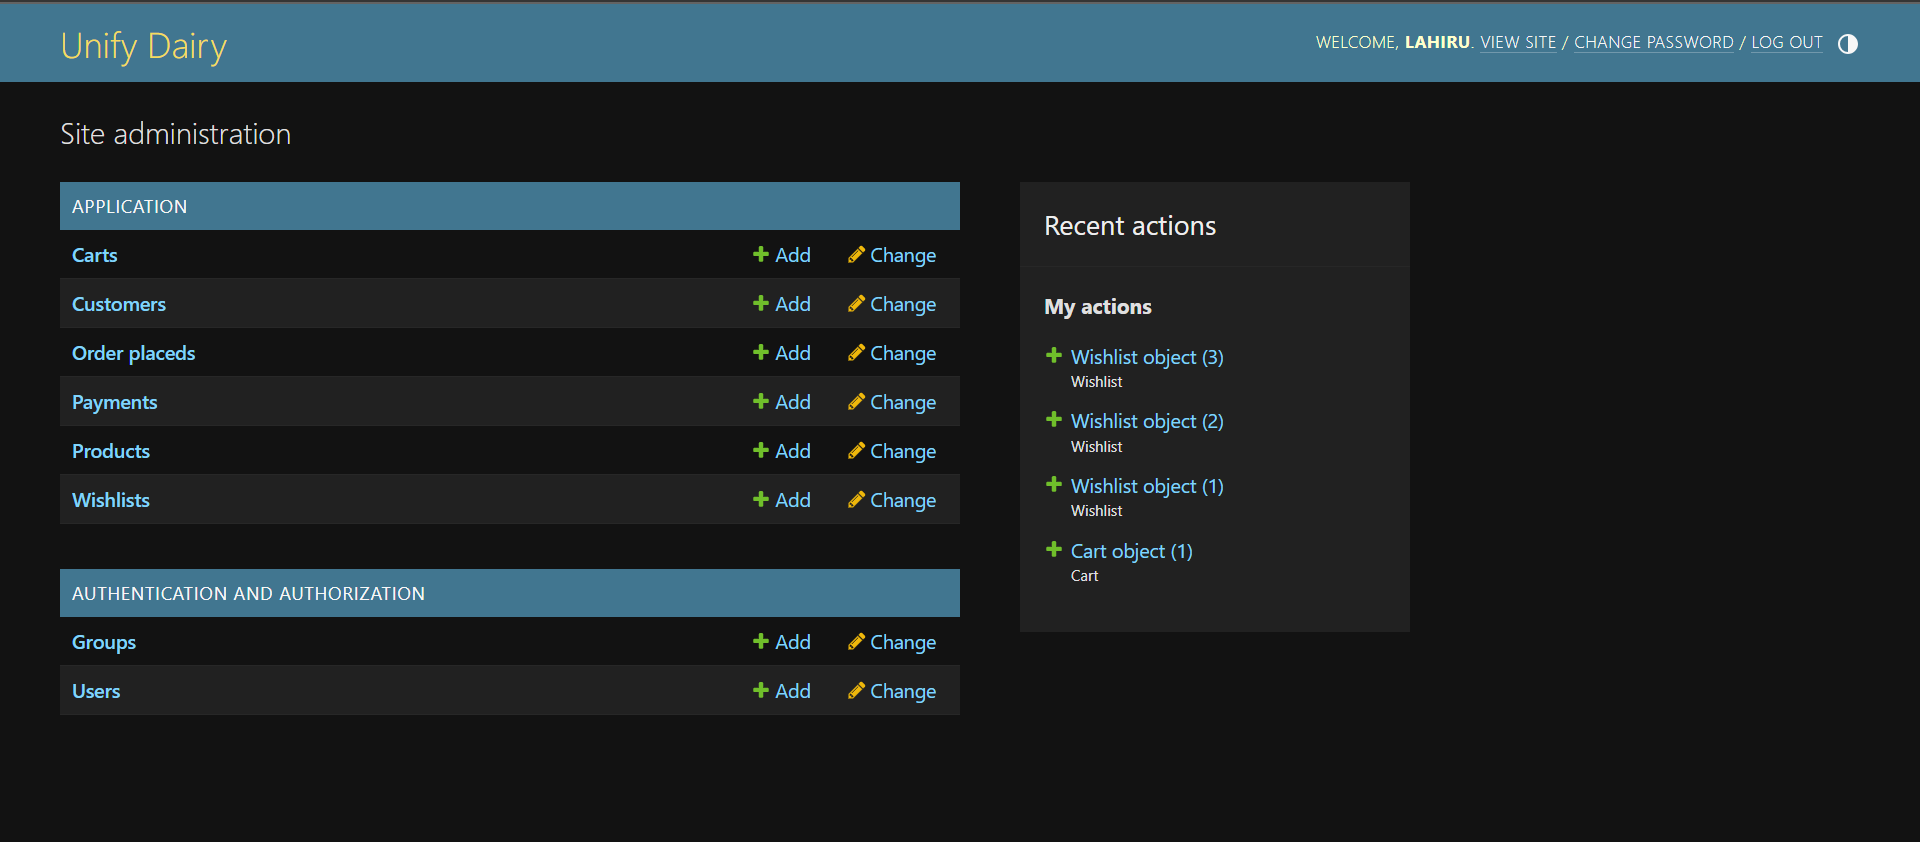 Unify Dairy
WELCOME, LAHIRU. VIEW SITE / CHANGE PASSWORD / LOG OUT
Site administration
APPLICATION
Carts Add Change
Customers Add Change
Order placeds Add Change
Payments Add Change
Products Add Change
Wishlists Add Change
AUTHENTICATION AND AUTHORIZATION
Groups Add Change
Users Add Change
Recent actions
My actions
Wishlist object (3)
Wishlist
Wishlist object (2)
Wishlist
Wishlist object (1)
Wishlist
Cart object (1)
Cart